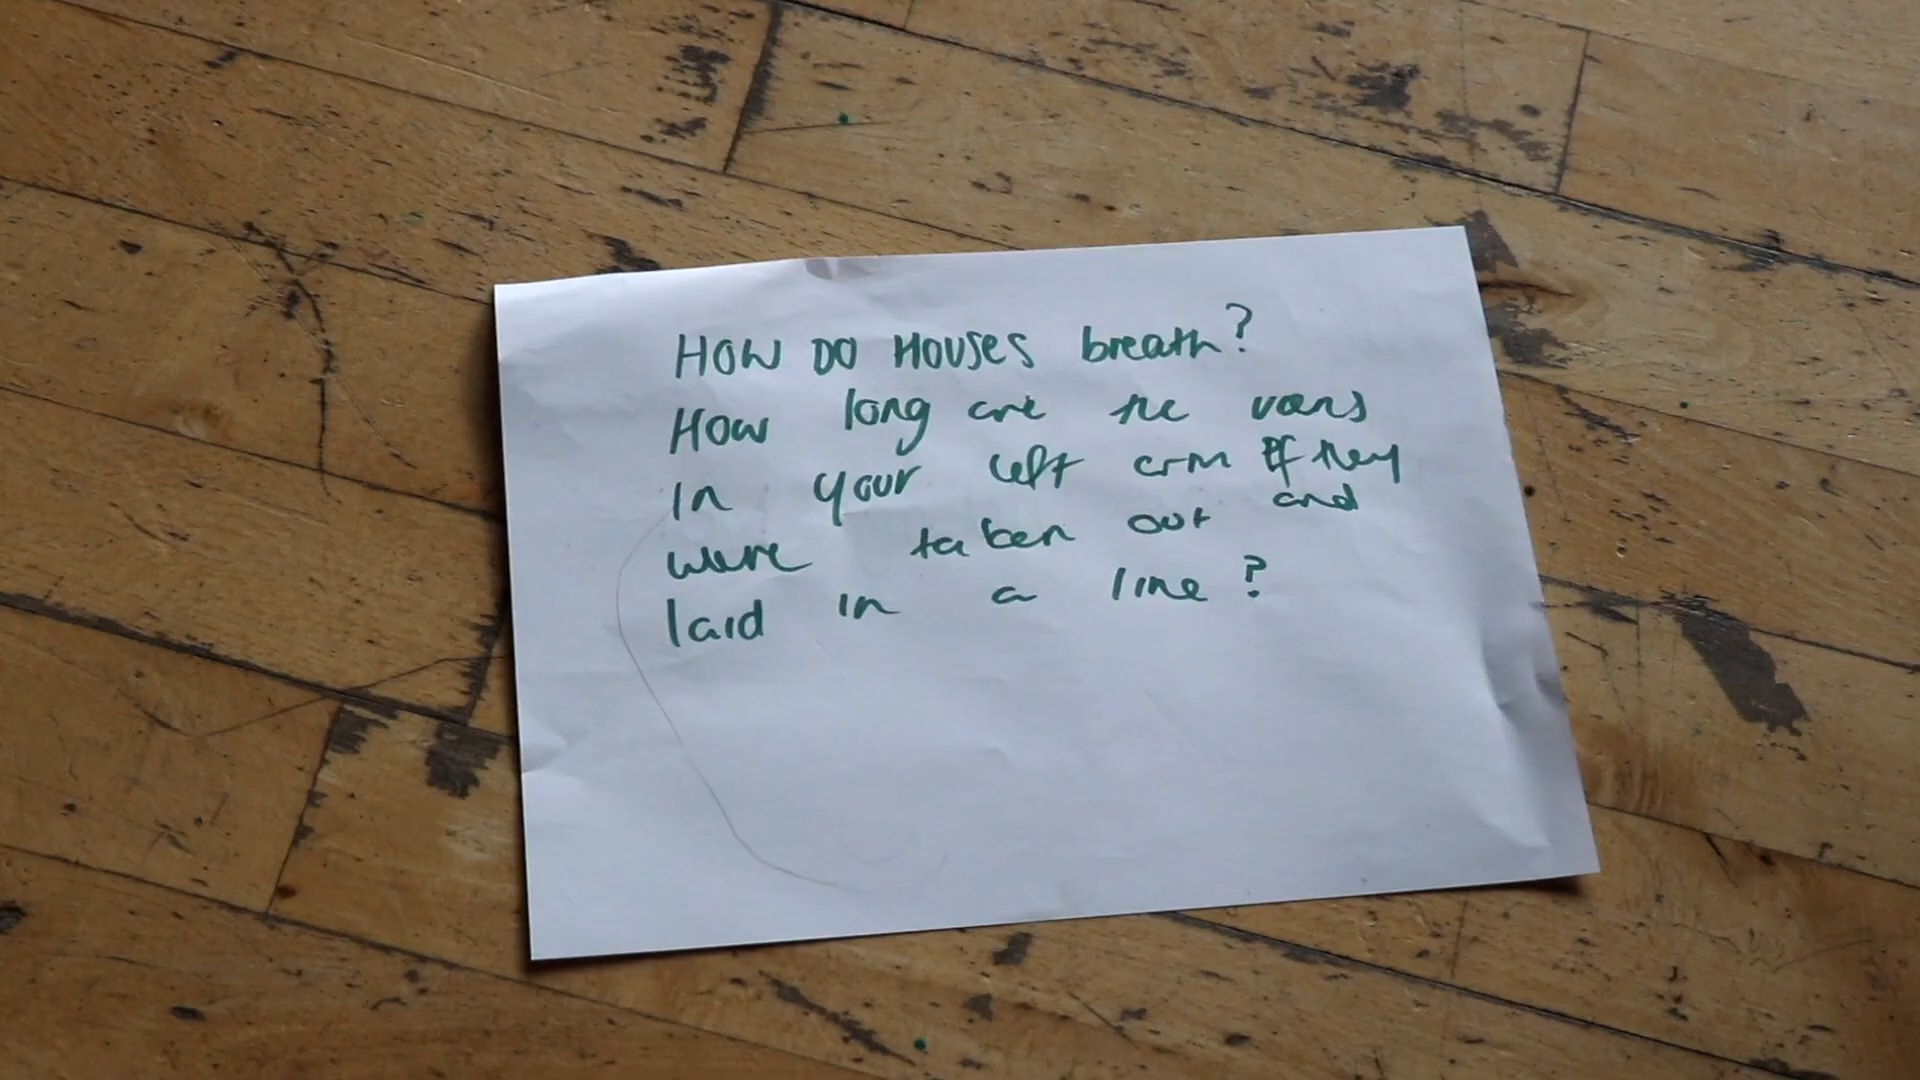 HOW DO HOUSES breath?
How long are the veins
in your left arm If they
were taken out and
laid in a line?